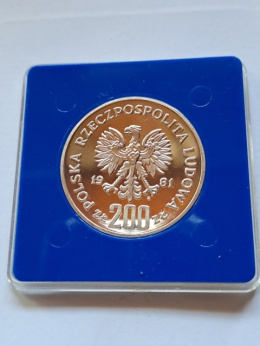 POLSKA RZECZPOSPOLITA LUDOWA
19 81
ZŁ 200 ZŁ